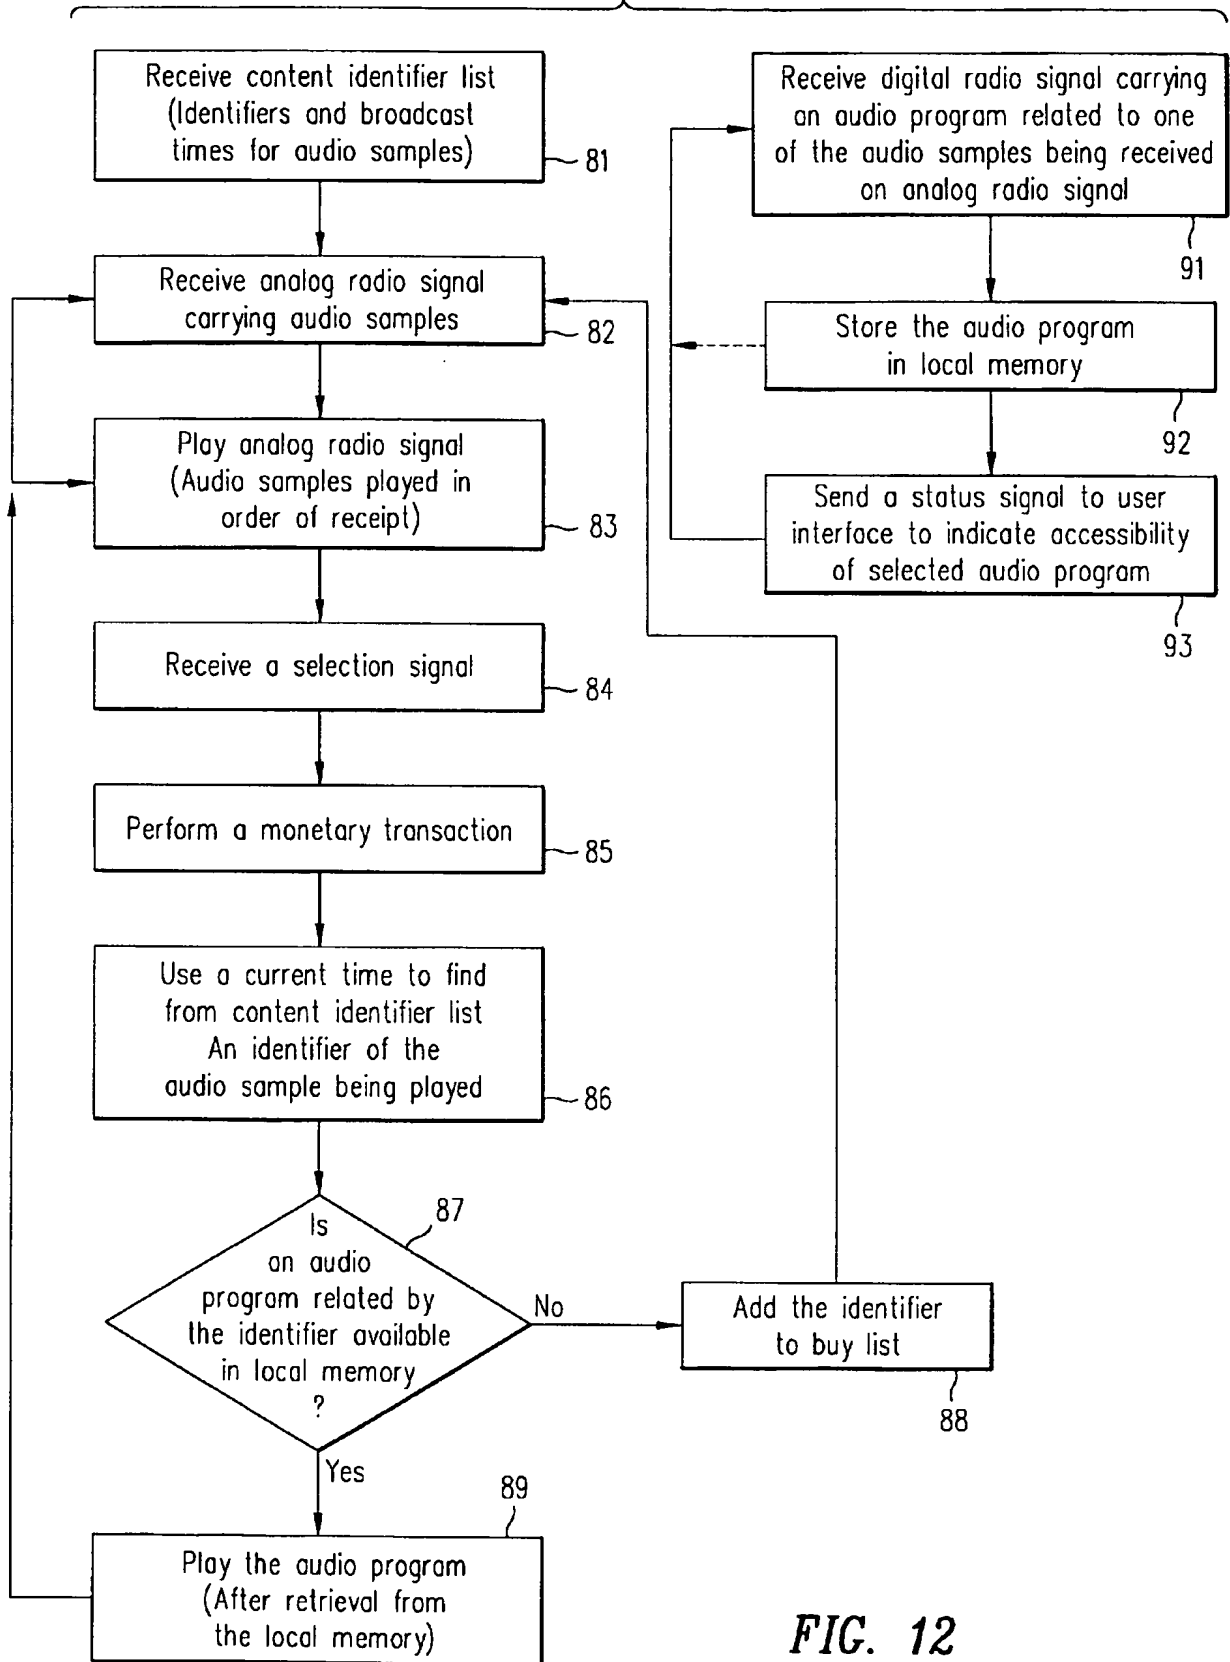 Receive content identifier list
(Identifiers and broadcast
times for audio samples)
81
Receive analog radio signal
carrying audio samples
82
Play analog radio signal
(Audio samples played in
order of receipt)
83
Receive a selection signal
84
Perform a monetary transaction
85
Use a current time to find
from content identifier list
An identifier of the
audio sample being played
86
87
Is
an audio
program related by
the identifier available
in local memory
?
No
Yes
Add the identifier
to buy list
88
89
Play the audio program
(After retrieval from
the local memory)
Receive digital radio signal carrying
an audio program related to one
of the audio samples being received
on analog radio signal
91
Store the audio program
in local memory
92
Send a status signal to user
interface to indicate accessibility
of selected audio program
93
FIG. 12